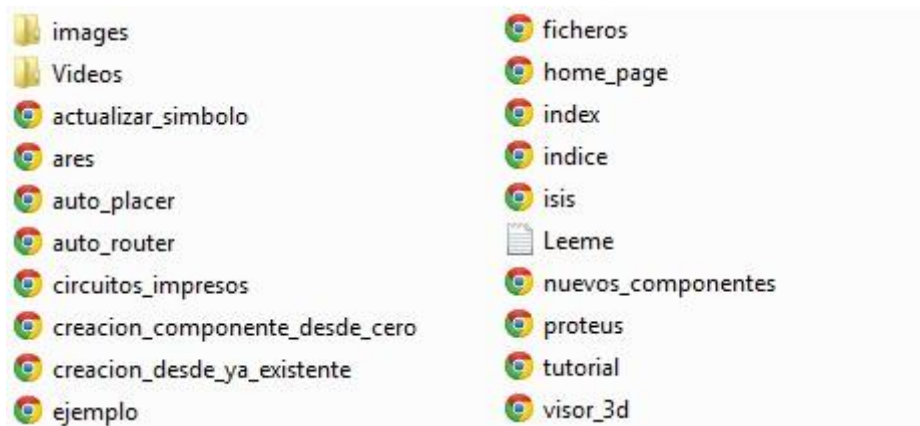 images
Videos
actualizar_simbolo
ares
auto_placer
auto_router
circuitos_impresos
creacion_componente_desde_cero
creacion_desde_ya_existente
ejemplo
ficheros
home_page
index
indice
isis
Leeme
nuevos_componentes
proteus
tutorial
visor_3d